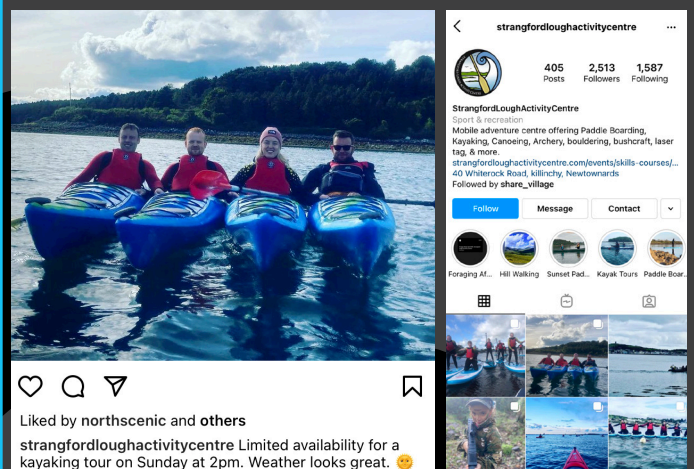 Liked by northscenic and others
strangfordloughactivitycentre Limited availability for a
kayaking tour on Sunday at 2pm. Weather looks great. 🌞
strangfordloughactivitycentre
405
2,513
1,587
Posts
Followers
Following
StrangfordLoughActivityCentre
Sport & recreation
Mobile adventure centre offering Paddle Boarding,
Kayaking, Canoeing, Archery, bouldering, bushcraft, laser
tag, & more.
strangfordloughactivitycentre.com/events/skills-courses/...
40 Whiterock Road, killinchy, Newtownards
Followed by share_village
Follow
Message
Contact
Foraging Af...
Hill Walking
Sunset Pad...
Kayak Tours
Paddle Boar...